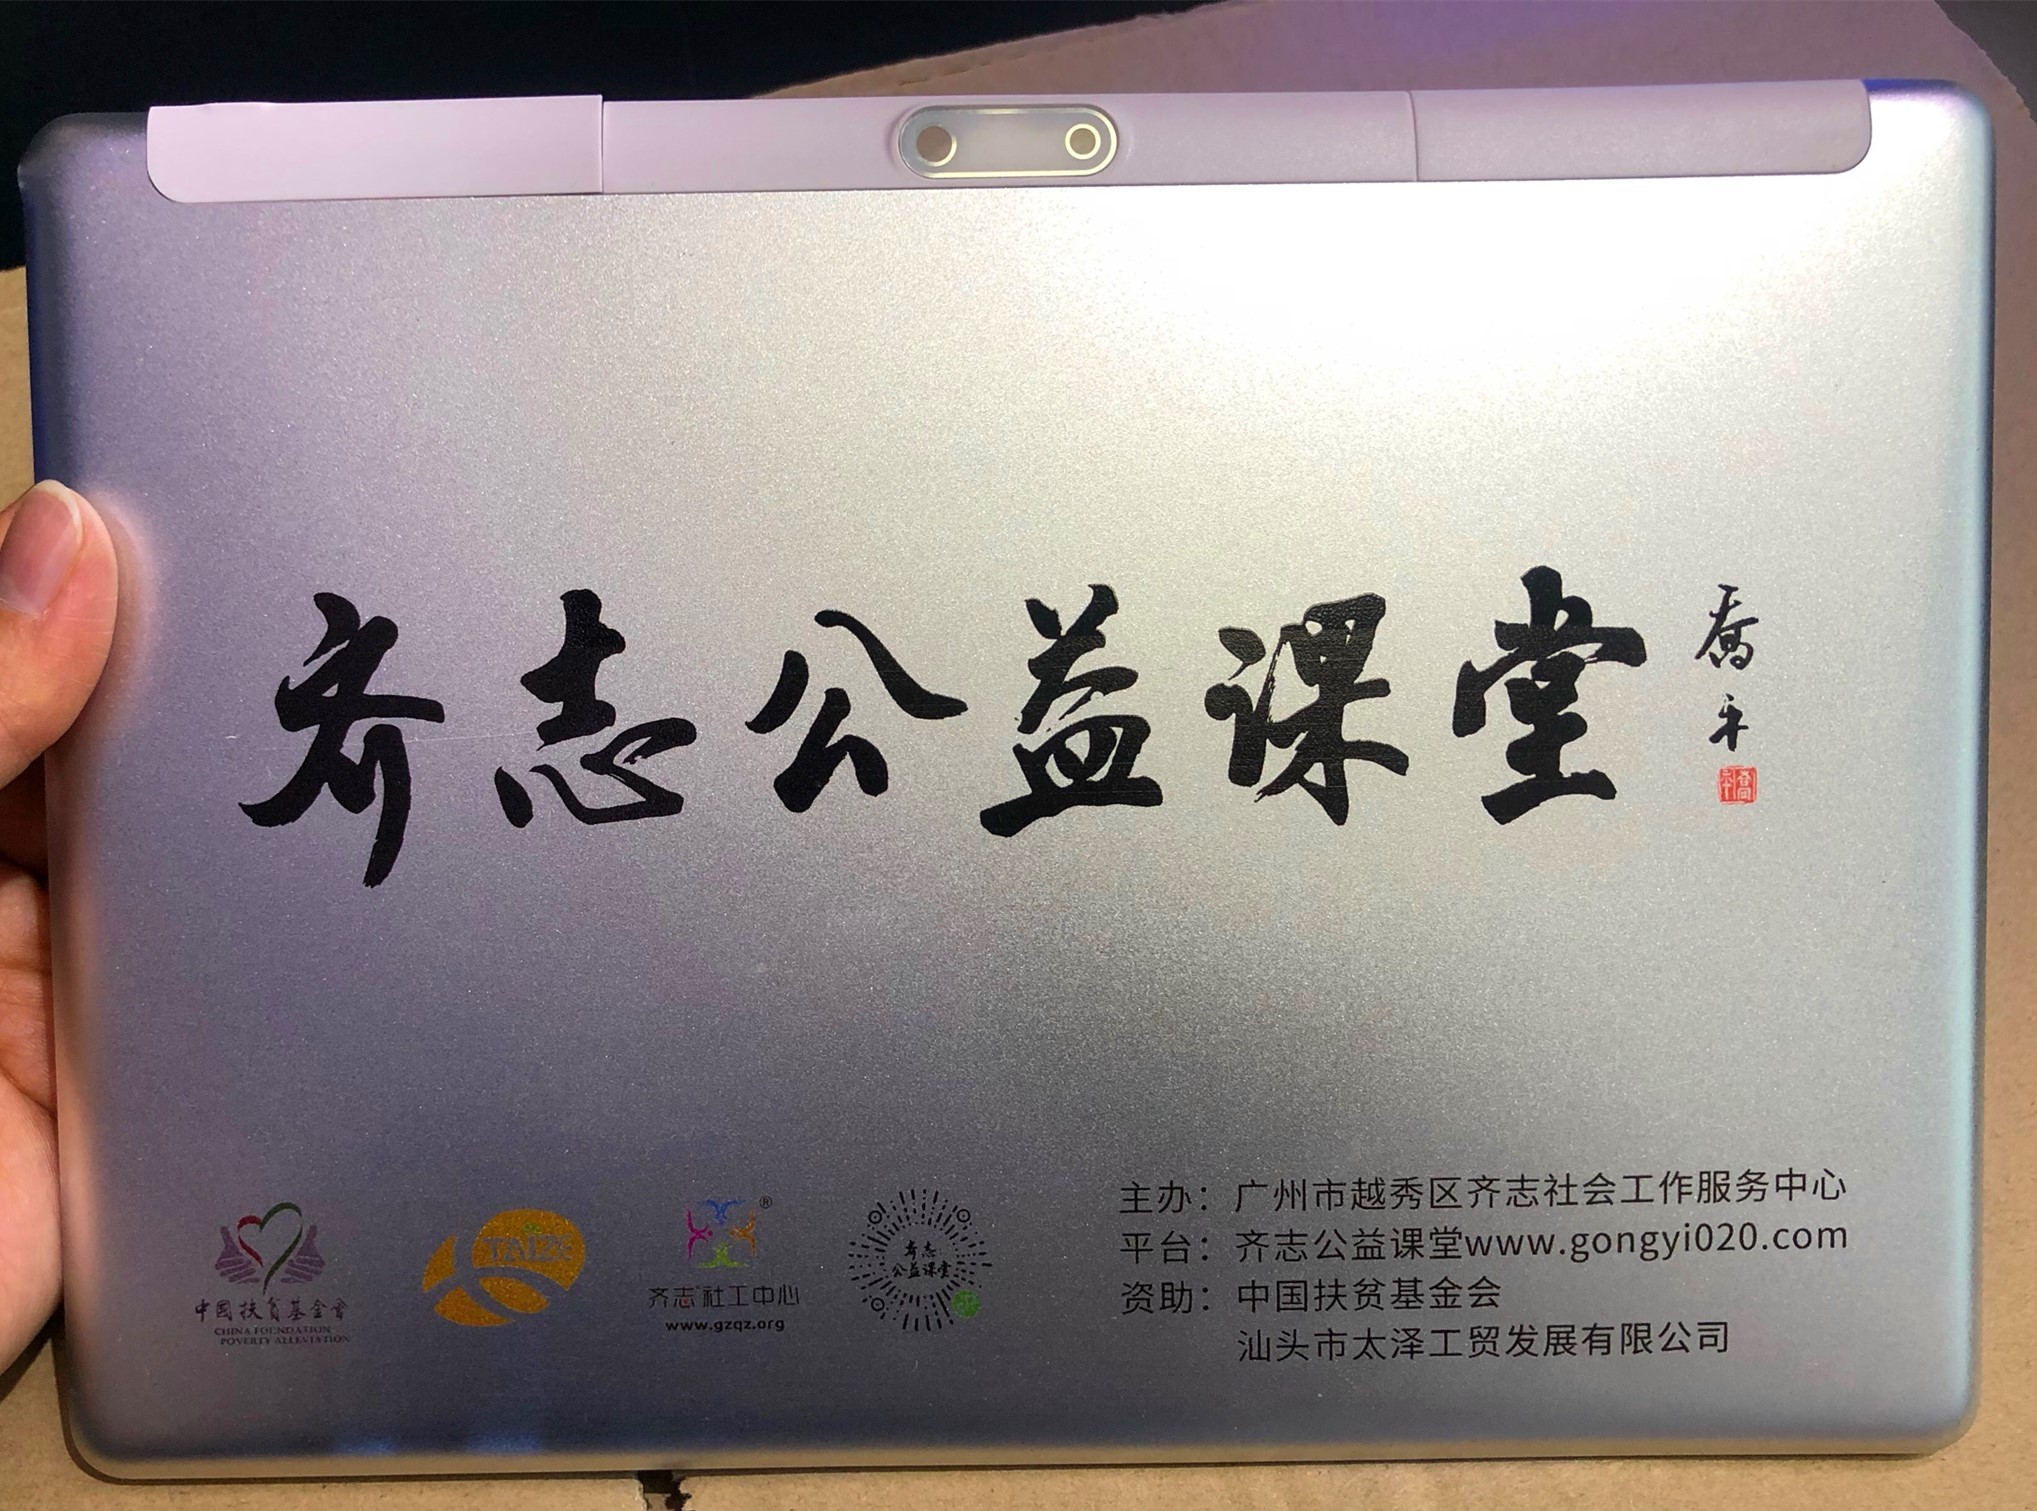 齐志公益课堂
乔平
主办：广州市越秀区齐志社会工作服务中心
平台：齐志公益课堂www.gongyi020.com
资助：中国扶贫基金会
汕头市太泽工贸发展有限公司
中国扶贫基金會
CHINA FOUNDATION
POVERTY ALLEVIATION
齐志®社工中心
www.gzqz.org
齐志
公益课堂